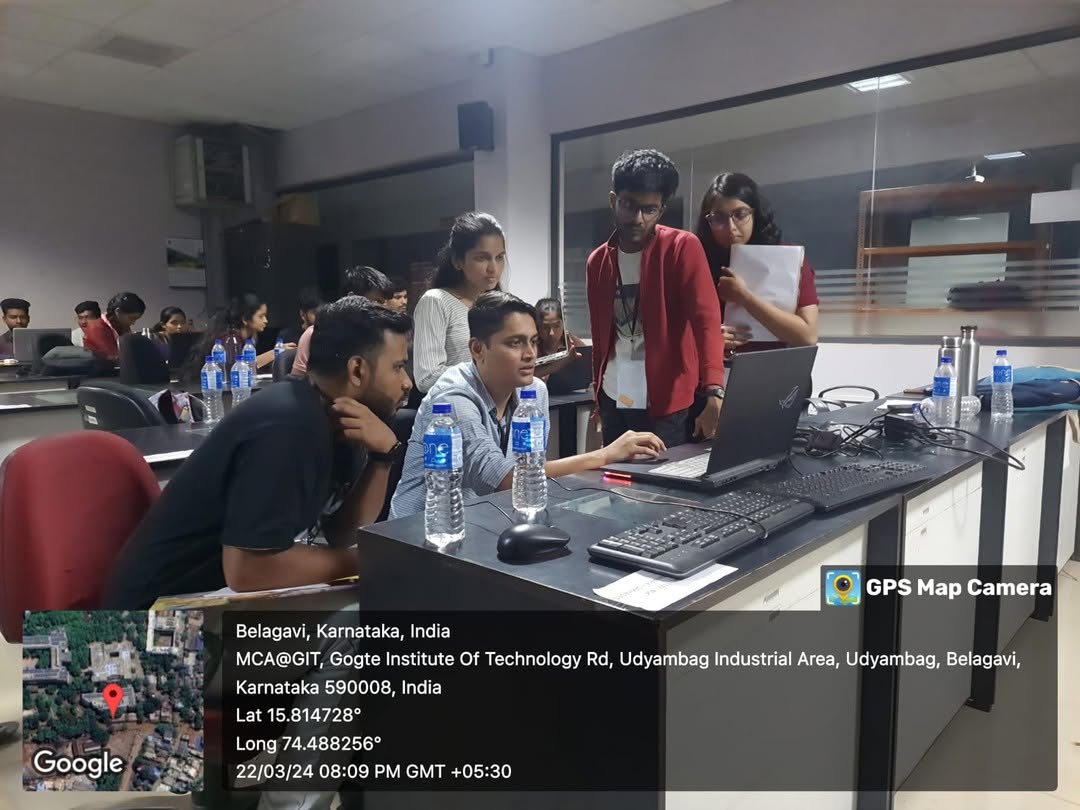 GPS Map Camera
Belagavi, Karnataka, India
MCA@GIT, Gogte Institute Of Technology Rd, Udyambag Industrial Area, Udyambag, Belagavi,
Karnataka 590008, India
Lat 15.814728°
Long 74.488256°
22/03/24 08:09 PM GMT +05:30
Google